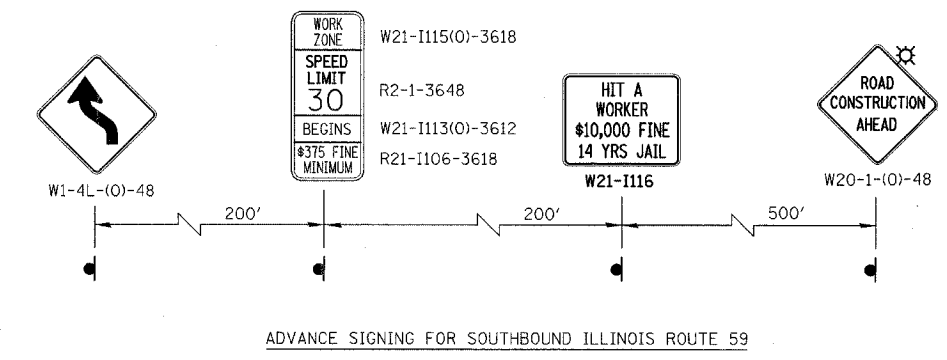 WORK
ZONE
SPEED
LIMIT
30
BEGINS
$375 FINE
MINIMUM
W21-I115(O)-3618
R2-1-3648
W21-I113(O)-3612
R21-I106-3618
HIT A
WORKER
$10,000 FINE
14 YRS JAIL
W21-I116
ROAD
CONSTRUCTION
AHEAD
W20-1-(O)-48
W1-4L-(O)-48
200'
200'
500'
ADVANCE SIGNING FOR SOUTHBOUND ILLINOIS ROUTE 59